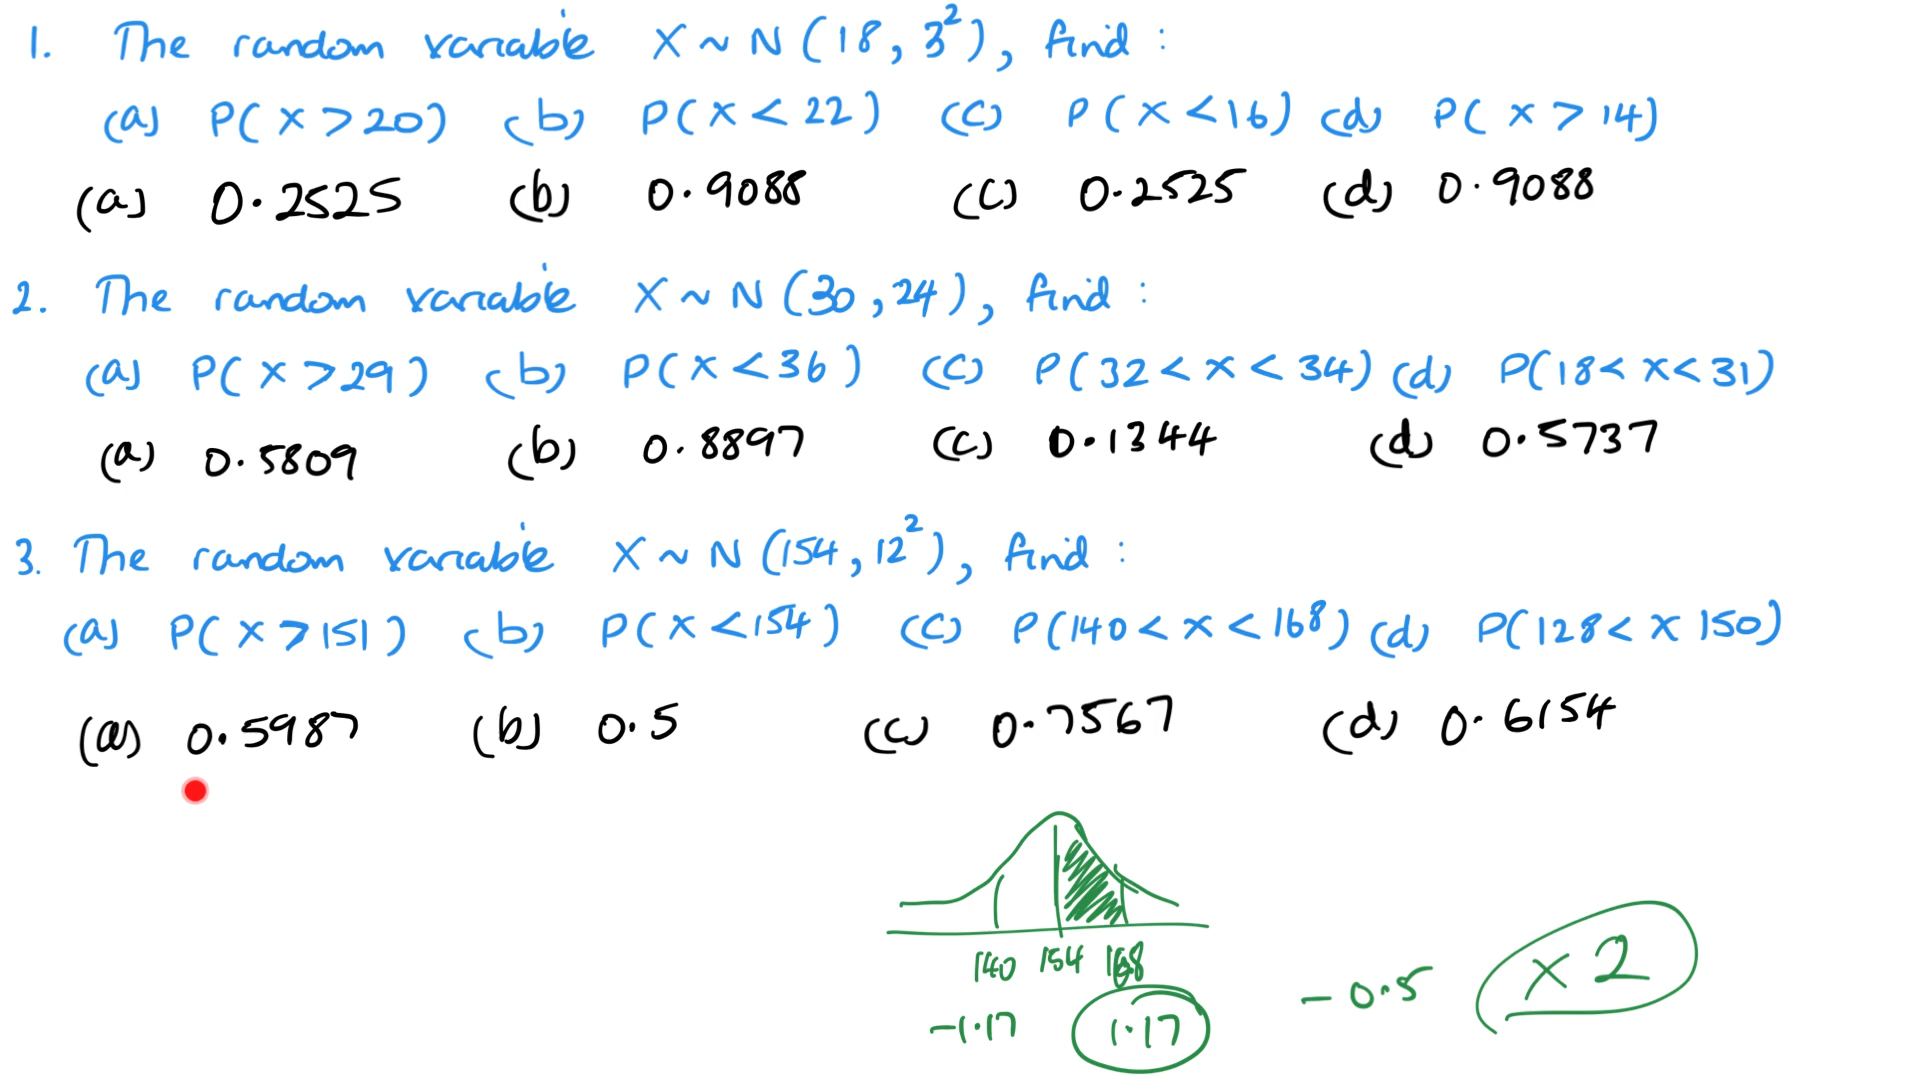 1. The random variable X ~ N(18, 3²), find :
(a) P(X > 20) (b) P(X < 22) (c) P(X < 16) (d) P(X > 14)
(a) 0.2525 (b) 0.9088 (c) 0.2525 (d) 0.9088
2. The random variable X ~ N(30, 24), find :
(a) P(X > 29) (b) P(X < 36) (c) P(32 < X < 34) (d) P(18 < X < 31)
(a) 0.5809 (b) 0.8897 (c) 0.1344 (d) 0.5737
3. The random variable X ~ N(154, 12²), find :
(a) P(X > 151) (b) P(X < 154) (c) P(140 < X < 168) (d) P(128 < X 150)
(a) 0.5987 (b) 0.5 (c) 0.7567 (d) 0.6154
140 154 168
-1.17 1.17 - 0.5 × 2